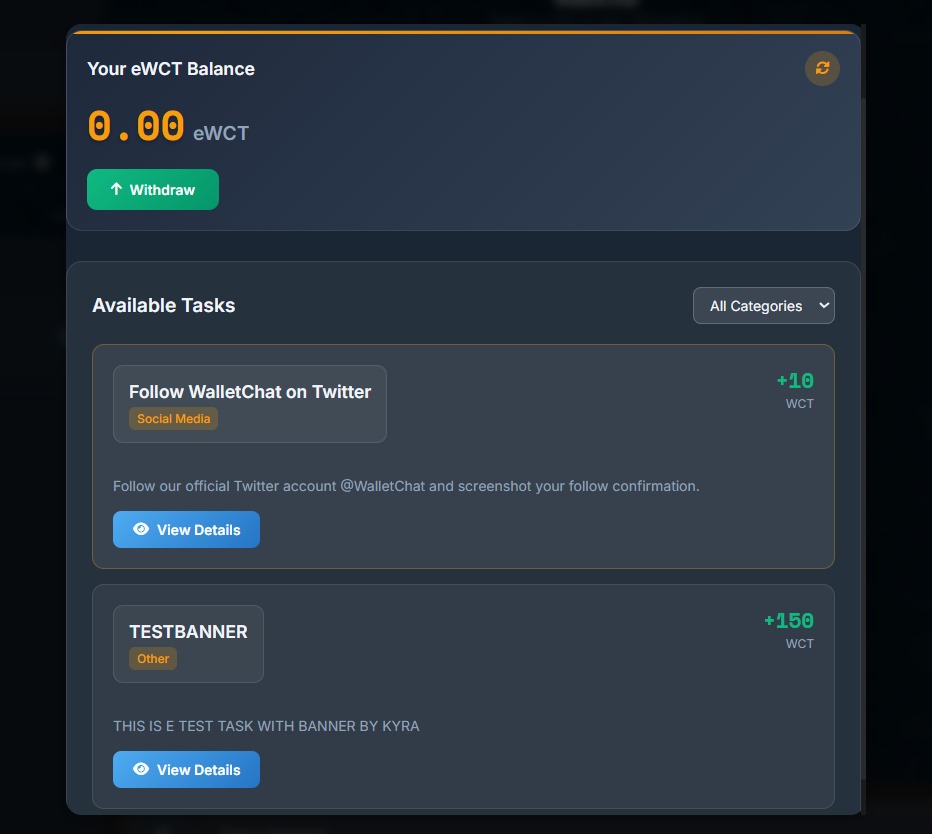 Your eWCT Balance
0.00 eWCT
Withdraw
Available Tasks
All Categories
Follow WalletChat on Twitter
Social Media
+10
WCT
Follow our official Twitter account @WalletChat and screenshot your follow confirmation.
View Details
TESTBANNER
Other
+150
WCT
THIS IS E TEST TASK WITH BANNER BY KYRA
View Details